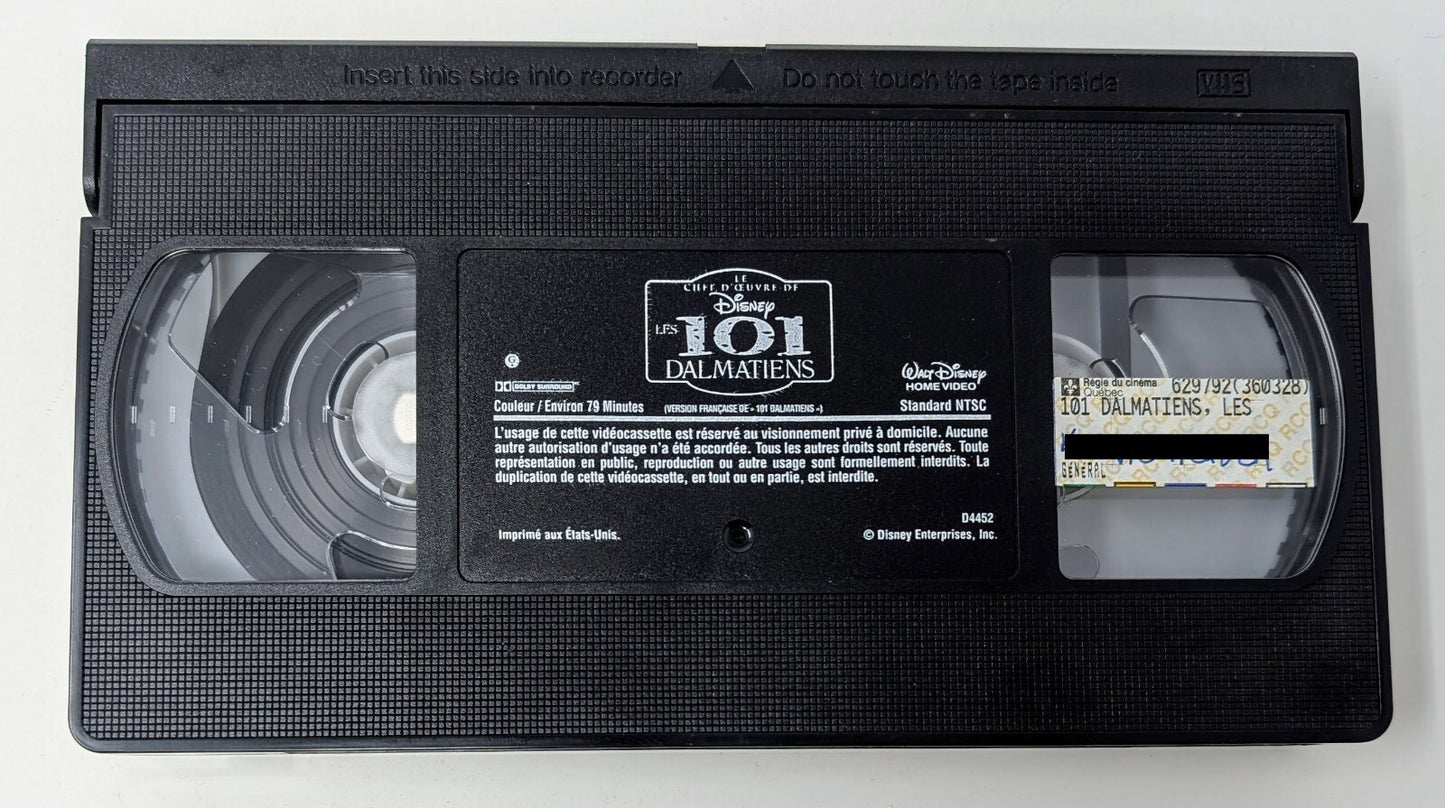 Insert this side into recorder Do not touch the tape inside VHS
LE
CHEF D'ŒUVRE DE
Disney
LES 101
DALMATIENS
G
DOLBY SURROUND
WALT DISNEY
HOME VIDEO
Couleur / Environ 79 Minutes (VERSION FRANÇAISE DE « 101 DALMATIENS ») Standard NTSC
L'usage de cette vidéocassette est réservé au visionnement privé à domicile. Aucune
autre autorisation d'usage n'a été accordée. Tous les autres droits sont réservés. Toute
représentation en public, reproduction ou autre usage sont formellement interdits. La
duplication de cette vidéocassette, en tout ou en partie, est interdite.
D4452
Imprimé aux États-Unis. © Disney Enterprises, Inc.
Régie du cinéma 629792(360328)
Québec
101 DALMATIENS, LES
GENERAL
RCQ RCQ RCQ